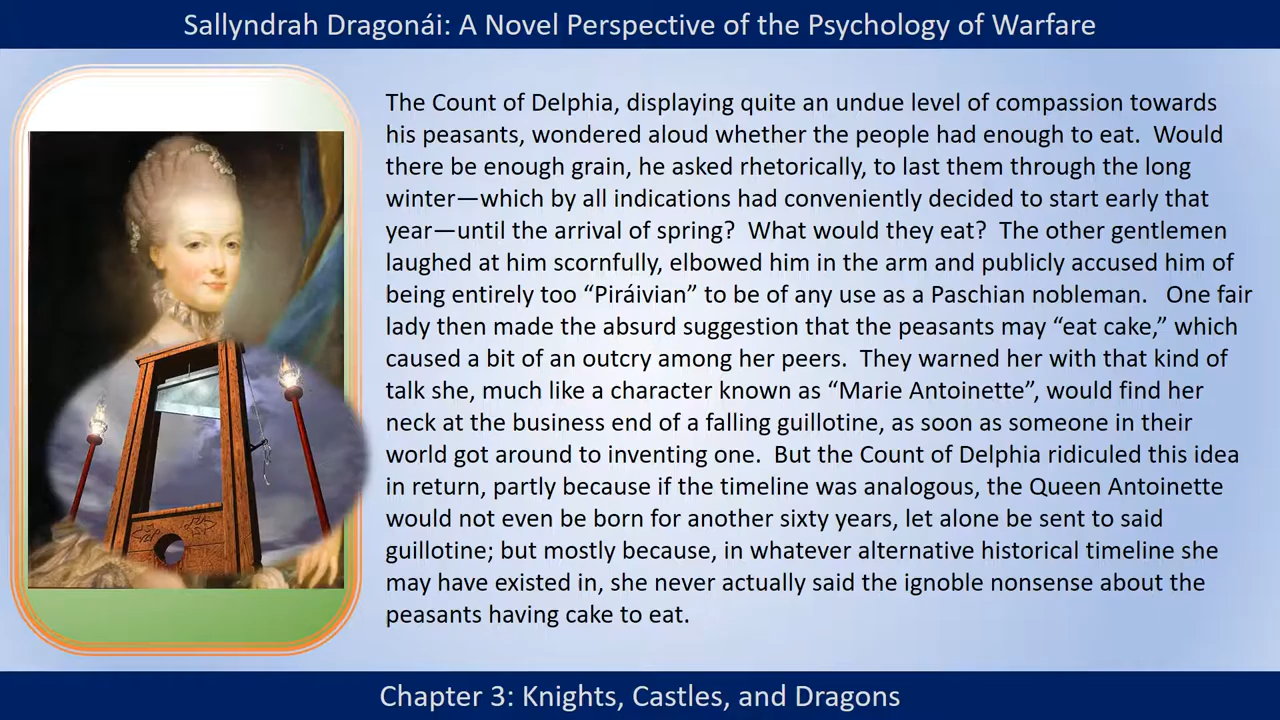 Sallyndrah Dragonái: A Novel Perspective of the Psychology of Warfare
The Count of Delphia, displaying quite an undue level of compassion towards
his peasants, wondered aloud whether the people had enough to eat.  Would
there be enough grain, he asked rhetorically, to last them through the long
winter—which by all indications had conveniently decided to start early that
year—until the arrival of spring?  What would they eat?  The other gentlemen
laughed at him scornfully, elbowed him in the arm and publicly accused him of
being entirely too “Piráivian” to be of any use as a Paschian nobleman.   One fair
lady then made the absurd suggestion that the peasants may “eat cake,” which
caused a bit of an outcry among her peers.  They warned her with that kind of
talk she, much like a character known as “Marie Antoinette”, would find her
neck at the business end of a falling guillotine, as soon as someone in their
world got around to inventing one.  But the Count of Delphia ridiculed this idea
in return, partly because if the timeline was analogous, the Queen Antoinette
would not even be born for another sixty years, let alone be sent to said
guillotine; but mostly because, in whatever alternative historical timeline she
may have existed in, she never actually said the ignoble nonsense about the
peasants having cake to eat.
Chapter 3: Knights, Castles, and Dragons